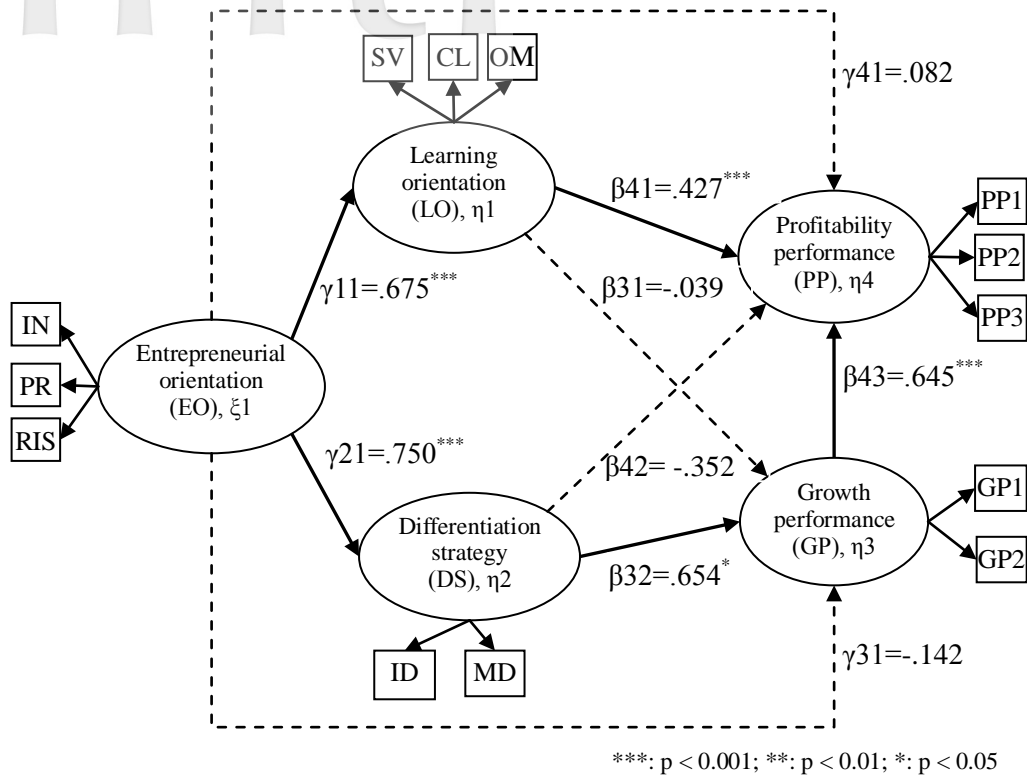 SV
CL
OM
γ41=.082
Learning
orientation
(LO), η1
β41=.427***
PP1
Profitability
performance
(PP), η4
PP2
PP3
γ11=.675***
β31=-.039
IN
PR
RIS
Entrepreneurial
orientation
(EO), ξ1
β43=.645***
γ21=.750***
β42= -.352
Differentiation
strategy
(DS), η2
Growth
performance
(GP), η3
GP1
GP2
β32=.654*
ID
MD
γ31=-.142
***: p < 0.001; **: p < 0.01; *: p < 0.05